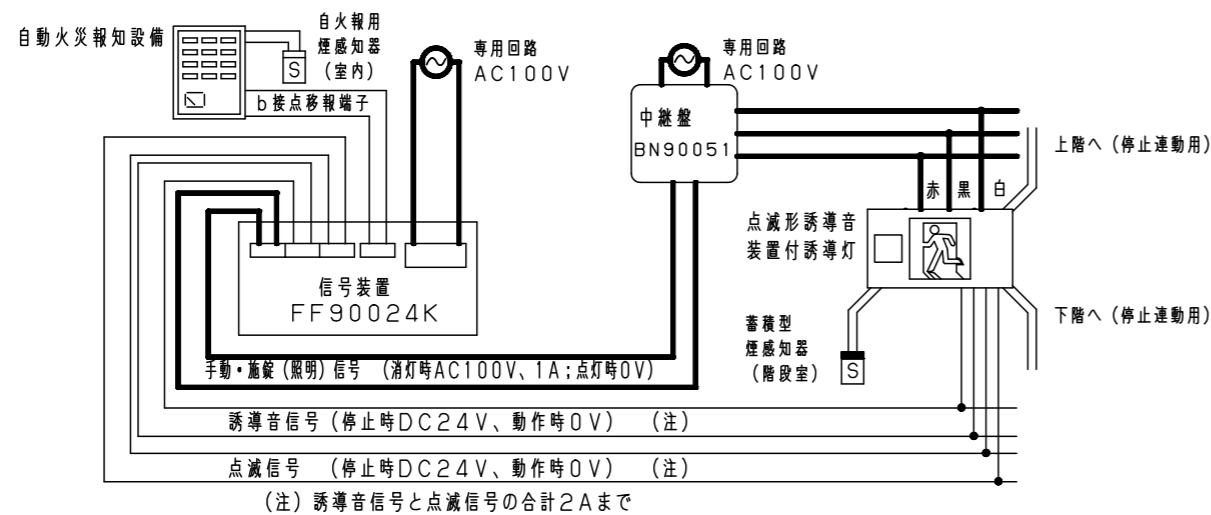 自動火災報知設備
自火報用
煙感知器
(室内)
S
b接点移報端子
専用回路
AC100V
専用回路
AC100V
中継盤
BN90051
上階へ(停止連動用)
赤 黒 白
点滅形誘導音
装置付誘導灯
信号装置
FF90024K
下階へ(停止連動用)
蓄積型
煙感知器
(階段室)
S
手動・施錠(照明)信号 (消灯時AC100V、1A;点灯時0V)
誘導音信号(停止時DC24V、動作時0V) (注)
点滅信号 (停止時DC24V、動作時0V) (注)
(注)誘導音信号と点滅信号の合計2Aまで